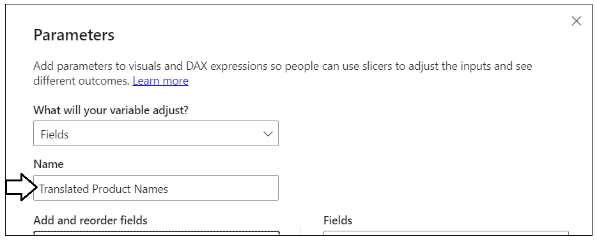 Parameters
Add parameters to visuals and DAX expressions so people can use slicers to adjust the inputs and see
different outcomes. Learn more
What will your variable adjust?
Fields
Name
Translated Product Names
Add and reorder fields
Fields